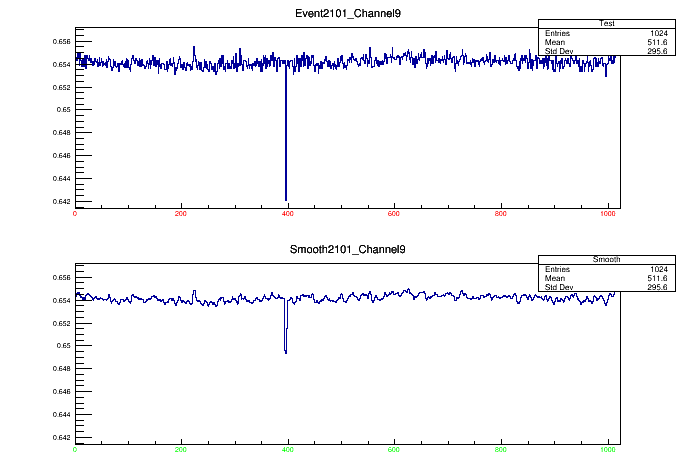 Event2101_Channel9
Test
Entries 1024
Mean 511.6
Std Dev 295.6
0.656
0.654
0.652
0.65
0.648
0.646
0.644
0.642
0 200 400 600 800 1000
Smooth2101_Channel9
Smooth
Entries 1024
Mean 511.6
Std Dev 295.6
0.656
0.654
0.652
0.65
0.648
0.646
0.644
0.642
0 200 400 600 800 1000